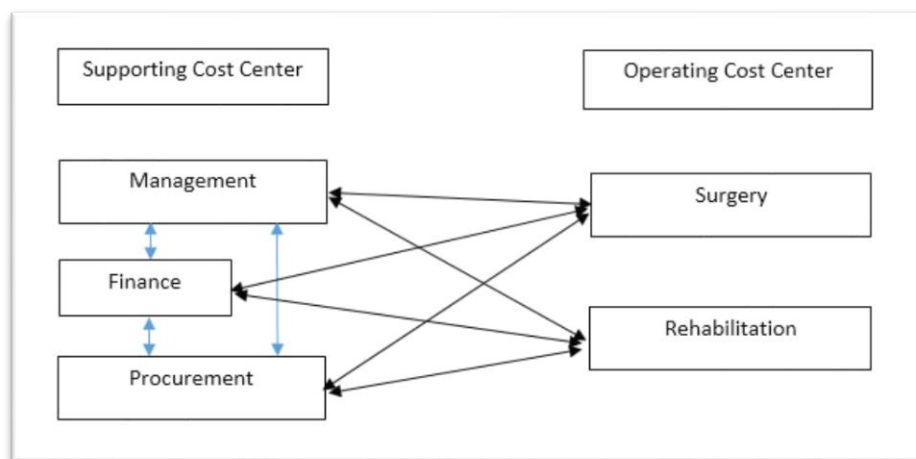 Supporting Cost Center
Operating Cost Center
Management
Surgery
Finance
Rehabilitation
Procurement